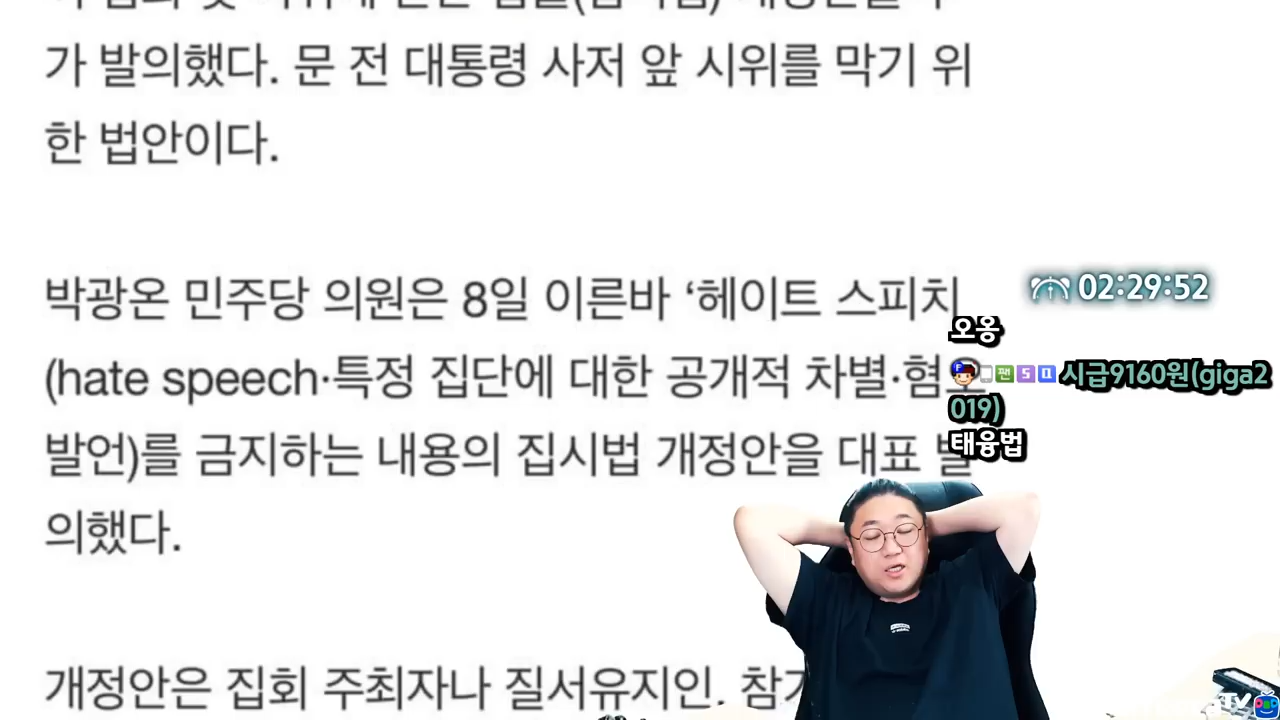 가 발의했다. 문 전 대통령 사저 앞 시위를 막기 위
한 법안이다.
박광온 민주당 의원은 8일 이른바 ‘헤이트 스피치
(hate speech·특정 집단에 대한 공개적 차별·혐오
발언)를 금지하는 내용의 집시법 개정안을 대표 발
의했다.
개정안은 집회 주최자나 질서유지인,
02:29:52
오옹
시급9160원(giga2
019)
태융법